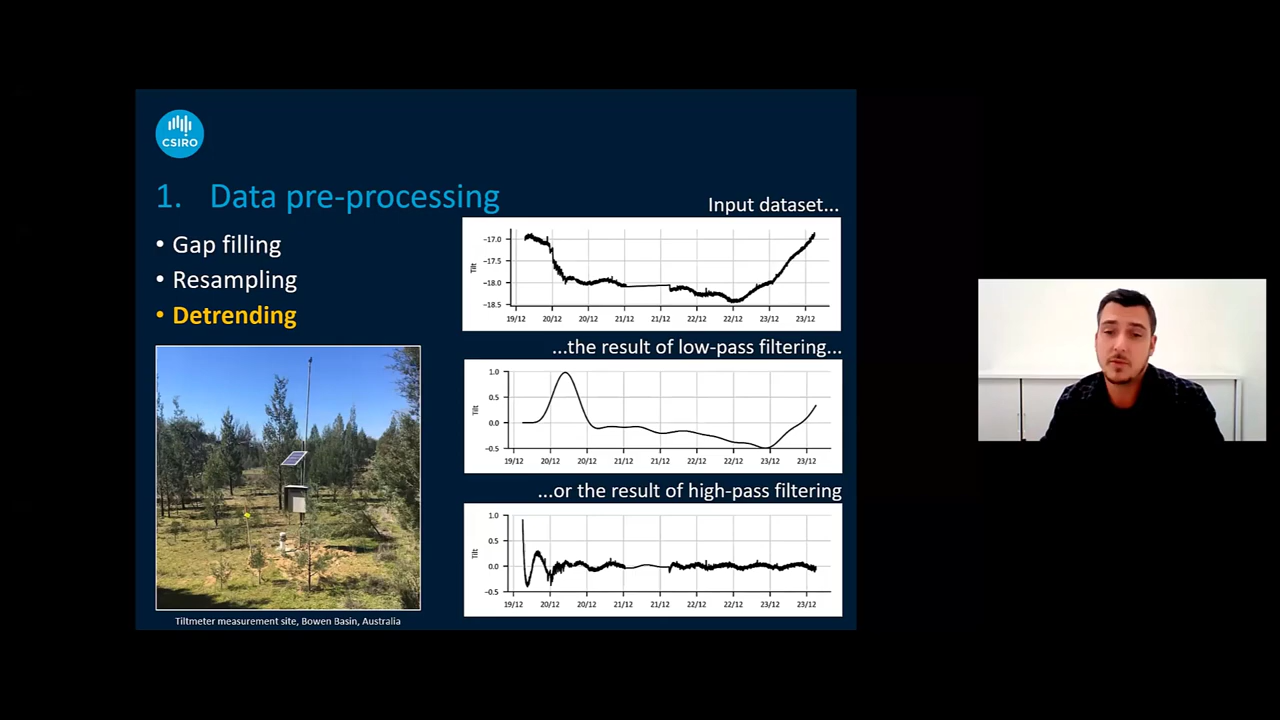 CSIRO
1. Data pre-processing
• Gap filling
• Resampling
• Detrending
Tiltmeter measurement site, Bowen Basin, Australia
Input dataset...
Tilt
−17.0
−17.5
−18.0
−18.5
19/12 20/12 20/12 21/12 21/12 22/12 22/12 23/12 23/12
...the result of low-pass filtering...
Tilt
1.0
0.5
0.0
−0.5
19/12 20/12 20/12 21/12 21/12 22/12 22/12 23/12 23/12
...or the result of high-pass filtering
Tilt
1.0
0.5
0.0
−0.5
19/12 20/12 20/12 21/12 21/12 22/12 22/12 23/12 23/12